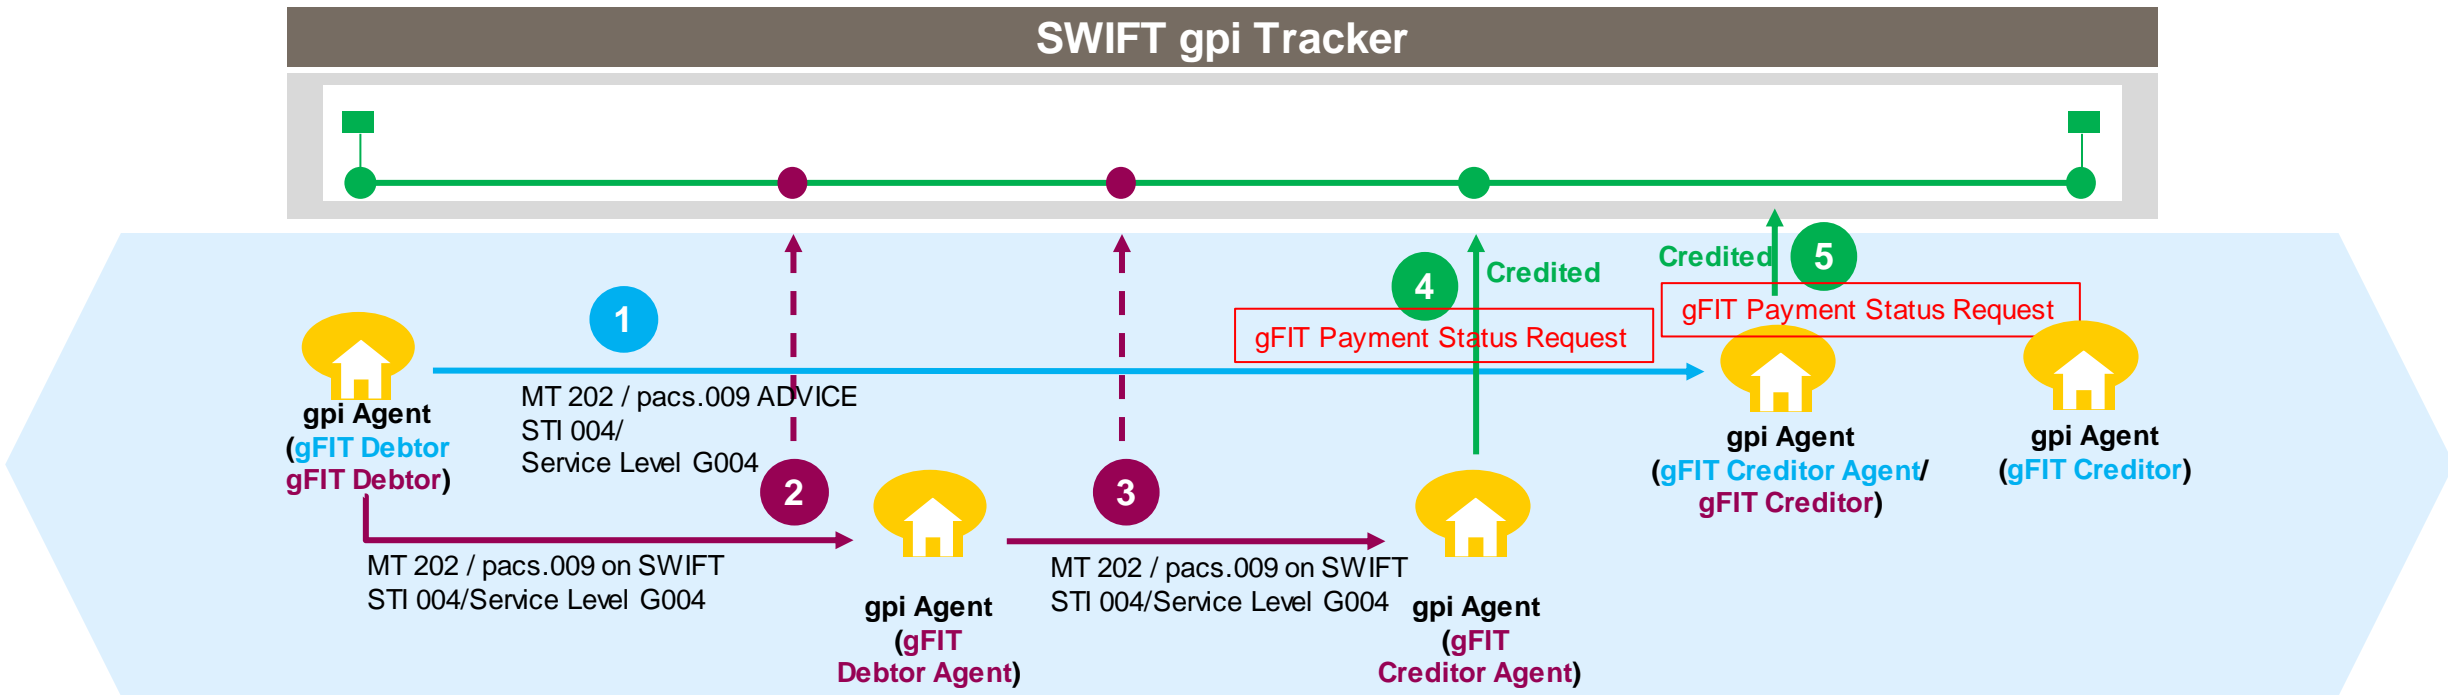 SWIFT gpi Tracker
Credited
5
4
Credited
gFIT Payment Status Request
1
gFIT Payment Status Request
MT 202 / pacs.009 ADVICE
STI 004/
Service Level G004
gpi Agent
(gFIT Debtor
gFIT Debtor)
gpi Agent
(gFIT Creditor Agent/
gFIT Creditor)
gpi Agent
(gFIT Creditor)
2
3
MT 202 / pacs.009 on SWIFT
STI 004/Service Level G004
MT 202 / pacs.009 on SWIFT
STI 004/Service Level G004
gpi Agent
(gFIT
Debtor Agent)
gpi Agent
(gFIT
Creditor Agent)